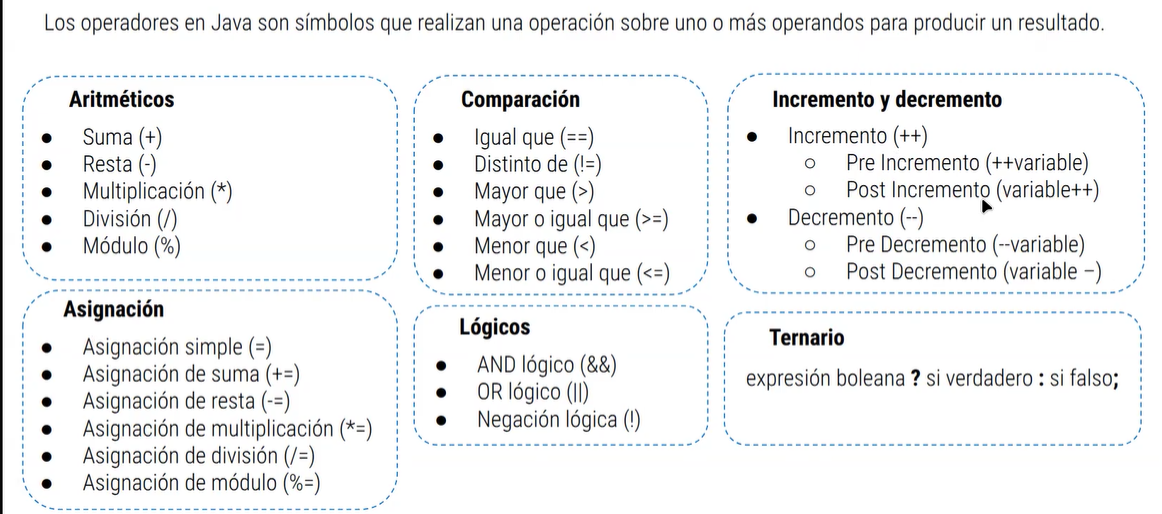 Los operadores en Java son símbolos que realizan una operación sobre uno o más operandos para producir un resultado.
Aritméticos
● Suma (+)
● Resta (-)
● Multiplicación (*)
● División (/)
● Módulo (%)
Asignación
● Asignación simple (=)
● Asignación de suma (+=)
● Asignación de resta (-=)
● Asignación de multiplicación (*=)
● Asignación de división (/=)
● Asignación de módulo (%=)
Comparación
● Igual que (==)
● Distinto de (!=)
● Mayor que (>)
● Mayor o igual que (>=)
● Menor que (<)
● Menor o igual que (<=)
Lógicos
● AND lógico (&&)
● OR lógico (||)
● Negación lógica (!)
Incremento y decremento
● Incremento (++)
○ Pre Incremento (++variable)
○ Post Incremento (variable++)
● Decremento (--)
○ Pre Decremento (--variable)
○ Post Decremento (variable –)
Ternario
expresión boleana ? si verdadero : si falso;